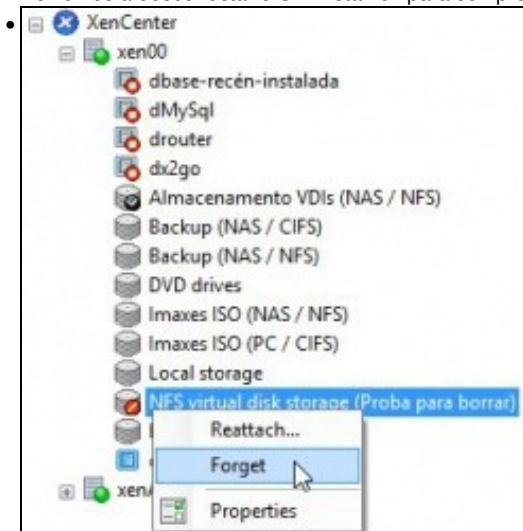 XenCenter
xen00
dbase-recén-instalada
dMySql
drouter
dx2go
Almacenamento VDIs (NAS / NFS)
Backup (NAS / CIFS)
Backup (NAS / NFS)
DVD drives
Imaxes ISO (NAS / NFS)
Imaxes ISO (PC / CIFS)
Local storage
NFS virtual disk storage (Proba para borrar)
Reattach...
Forget
Properties